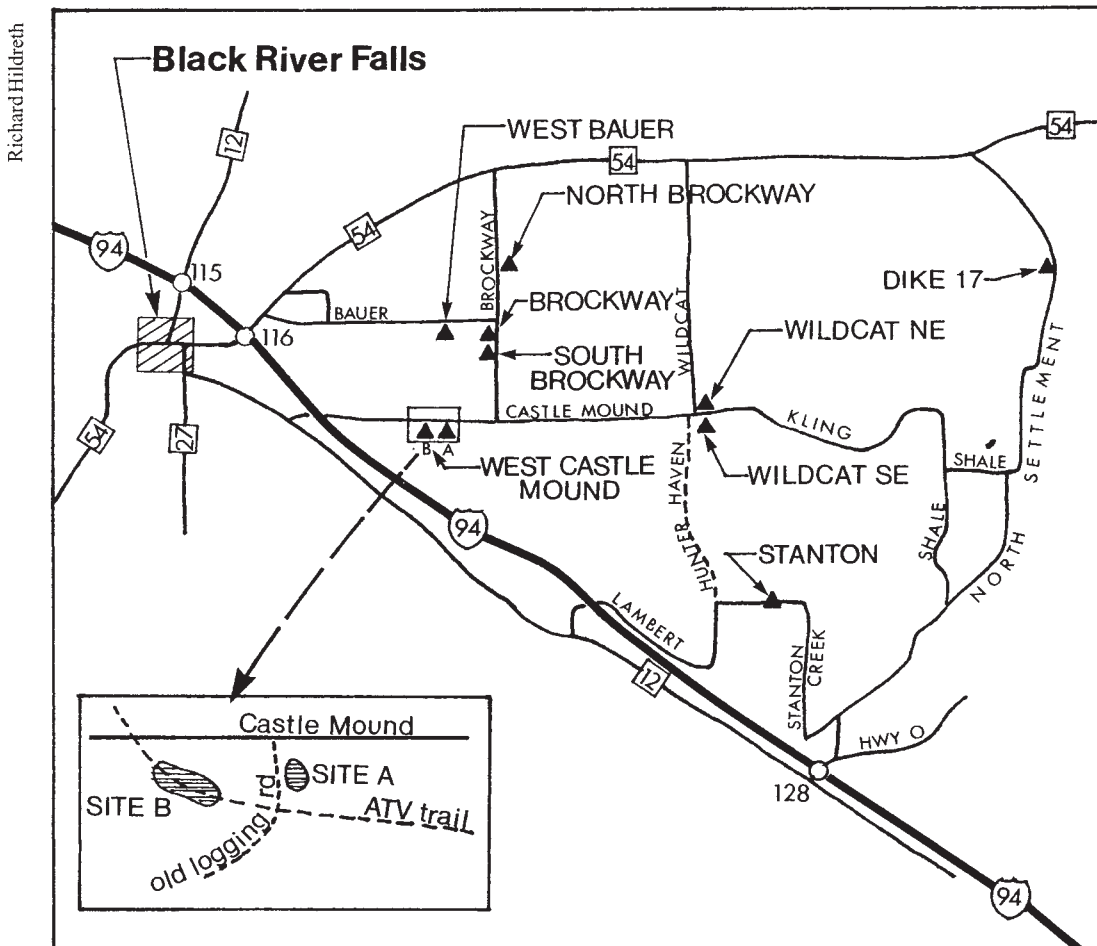 Richard Hildreth
Black River Falls
12
WEST BAUER
54
54
NORTH BROCKWAY
54
94
115
BROCKWAY
WILDCAT
DIKE 17
BAUER
BROCKWAY
WILDCAT NE
116
SOUTH
BROCKWAY
SETTLEMENT
CASTLE MOUND
KLING
54
27
B A
WEST CASTLE
MOUND
WILDCAT SE
SHALE
HUNTER HAVEN
94
SHALE
NORTH
STANTON
LAMBERT
12
STANTON
CREEK
HWY O
128
94
Castle Mound
SITE A
SITE B
old logging rd
ATV trail